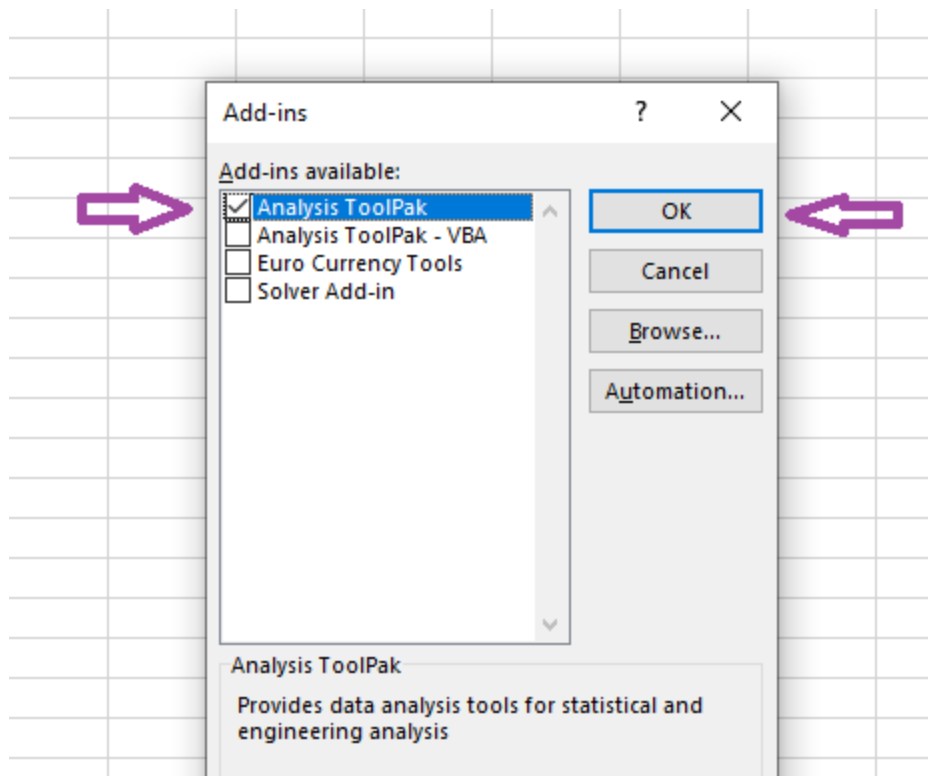 Add-ins ?
Add-ins available:
Analysis ToolPak
Analysis ToolPak - VBA
Euro Currency Tools
Solver Add-in
OK
Cancel
Browse...
Automation...
Analysis ToolPak
Provides data analysis tools for statistical and
engineering analysis